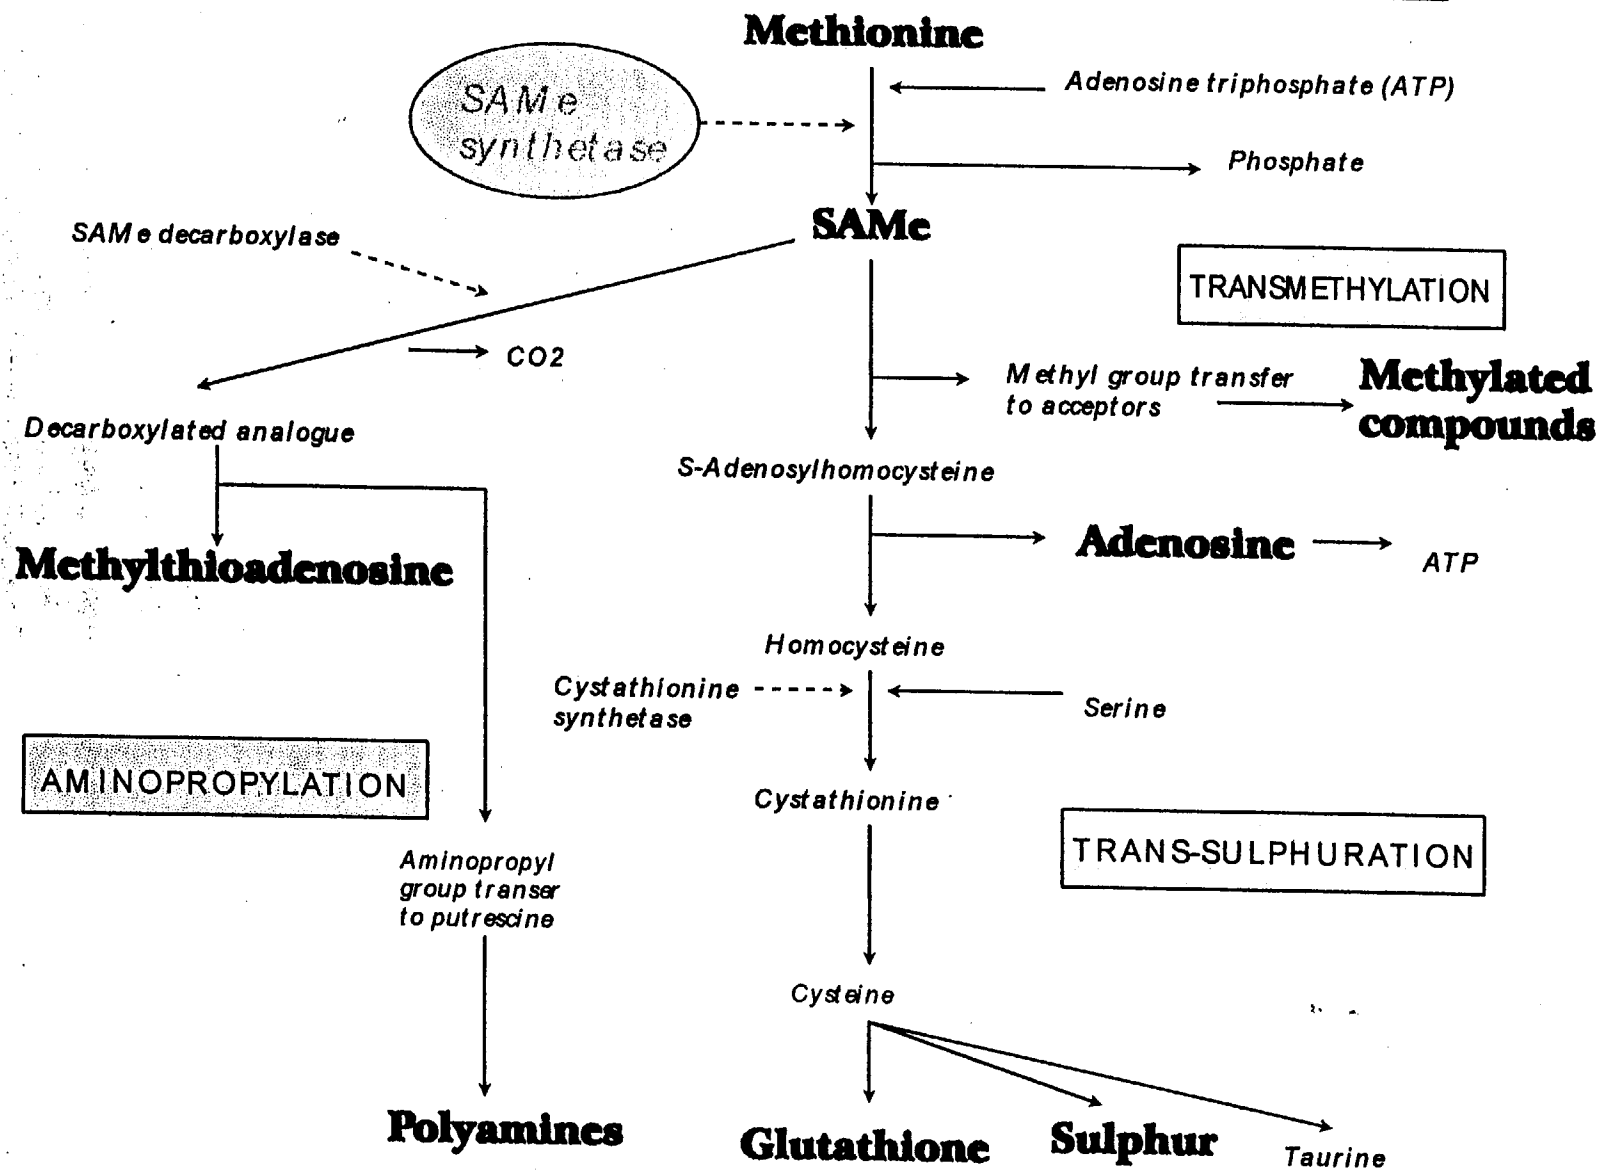 Methionine
SAMe
synthetase
Adenosine triphosphate (ATP)
Phosphate
SAMe
SAMe decarboxylase
TRANSMETHYLATION
CO2
Methyl group transfer
to acceptors
Methylated
compounds
Decarboxylated analogue
S-Adenosylhomocysteine
Methylthioadenosine
Adenosine
ATP
Homocysteine
Cystathionine
synthetase
Serine
AMINOPROPYLATION
Cystathionine
TRANS-SULPHURATION
Aminopropyl
group transer
to putrescine
Cysteine
Polyamines
Glutathione
Sulphur
Taurine